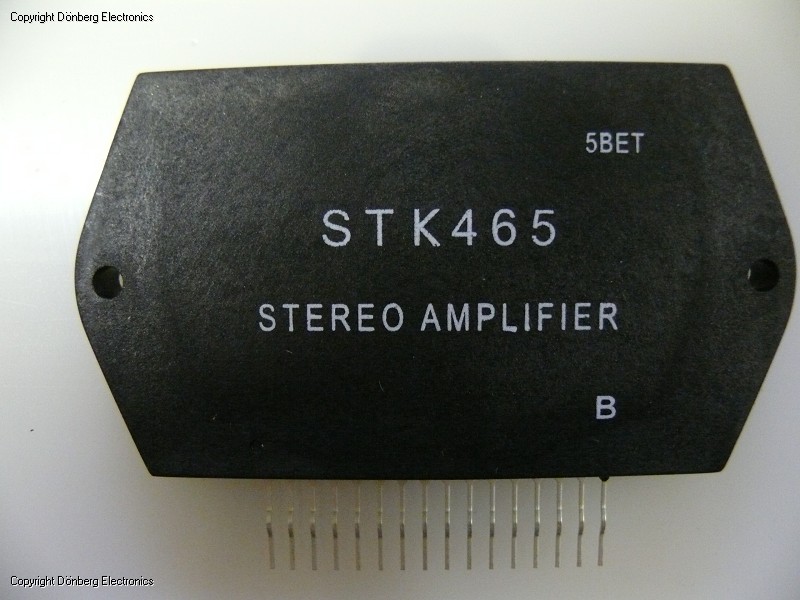 Copyright Dönberg Electronics
5BET
STK465
STEREO AMPLIFIER
B
Copyright Dönberg Electronics